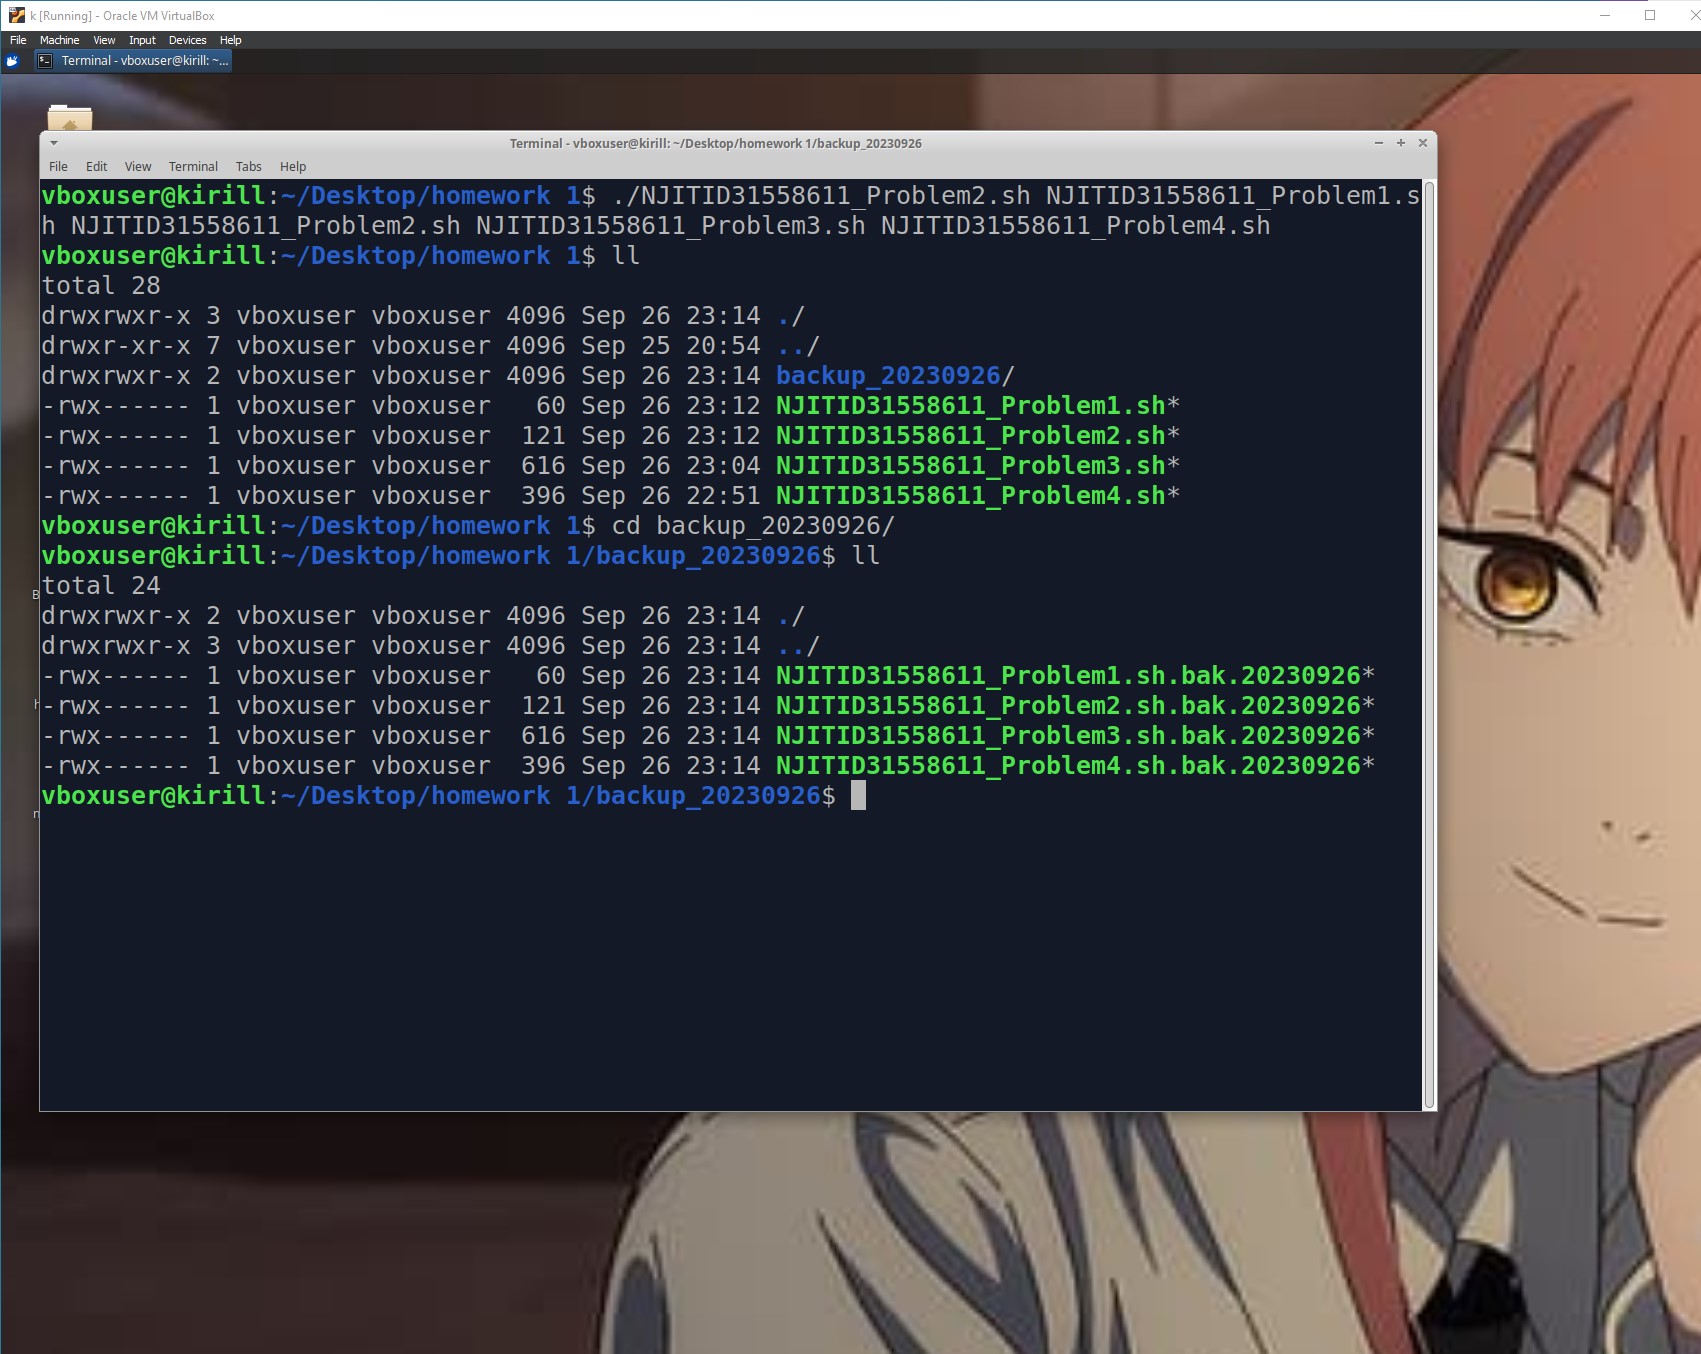 k [Running] - Oracle VM VirtualBox
File Machine View Input Devices Help
Terminal - vboxuser@kirill: ~...
Terminal - vboxuser@kirill: ~/Desktop/homework 1/backup_20230926
File Edit View Terminal Tabs Help
vboxuser@kirill:~/Desktop/homework 1$ ./NJITID31558611_Problem2.sh NJITID31558611_Problem1.s
h NJITID31558611_Problem2.sh NJITID31558611_Problem3.sh NJITID31558611_Problem4.sh
vboxuser@kirill:~/Desktop/homework 1$ ll
total 28
drwxrwxr-x 3 vboxuser vboxuser 4096 Sep 26 23:14 ./
drwxr-xr-x 7 vboxuser vboxuser 4096 Sep 25 20:54 ../
drwxrwxr-x 2 vboxuser vboxuser 4096 Sep 26 23:14 backup_20230926/
-rwx------ 1 vboxuser vboxuser   60 Sep 26 23:12 NJITID31558611_Problem1.sh*
-rwx------ 1 vboxuser vboxuser  121 Sep 26 23:12 NJITID31558611_Problem2.sh*
-rwx------ 1 vboxuser vboxuser  616 Sep 26 23:04 NJITID31558611_Problem3.sh*
-rwx------ 1 vboxuser vboxuser  396 Sep 26 22:51 NJITID31558611_Problem4.sh*
vboxuser@kirill:~/Desktop/homework 1$ cd backup_20230926/
vboxuser@kirill:~/Desktop/homework 1/backup_20230926$ ll
total 24
drwxrwxr-x 2 vboxuser vboxuser 4096 Sep 26 23:14 ./
drwxrwxr-x 3 vboxuser vboxuser 4096 Sep 26 23:14 ../
-rwx------ 1 vboxuser vboxuser   60 Sep 26 23:14 NJITID31558611_Problem1.sh.bak.20230926*
-rwx------ 1 vboxuser vboxuser  121 Sep 26 23:14 NJITID31558611_Problem2.sh.bak.20230926*
-rwx------ 1 vboxuser vboxuser  616 Sep 26 23:14 NJITID31558611_Problem3.sh.bak.20230926*
-rwx------ 1 vboxuser vboxuser  396 Sep 26 23:14 NJITID31558611_Problem4.sh.bak.20230926*
vboxuser@kirill:~/Desktop/homework 1/backup_20230926$